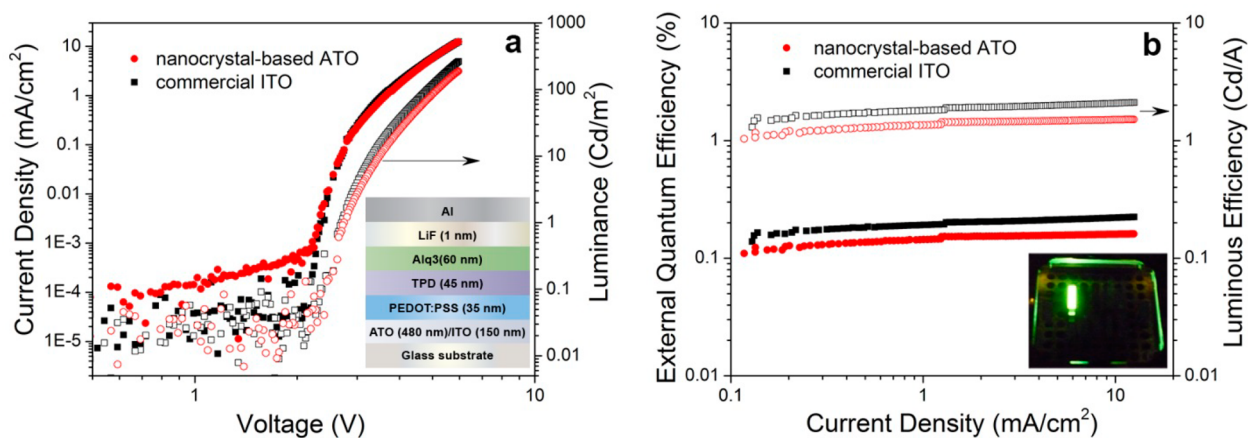 a
nanocrystal-based ATO
commercial ITO
Current Density (mA/cm²)
10
1
0.1
0.01
1E-3
1E-4
1E-5
1000
100
10
1
0.1
0.01
Luminance (Cd/m²)
Al
LiF (1 nm)
Alq3(60 nm)
TPD (45 nm)
PEDOT:PSS (35 nm)
ATO (480 nm)/ITO (150 nm)
Glass substrate
1
10
Voltage (V)
b
nanocrystal-based ATO
commercial ITO
External Quantum Efficiency (%)
10
1
0.1
0.01
10
1
0.1
0.01
Luminous Efficiency (Cd/A)
0.1
1
10
Current Density (mA/cm²)